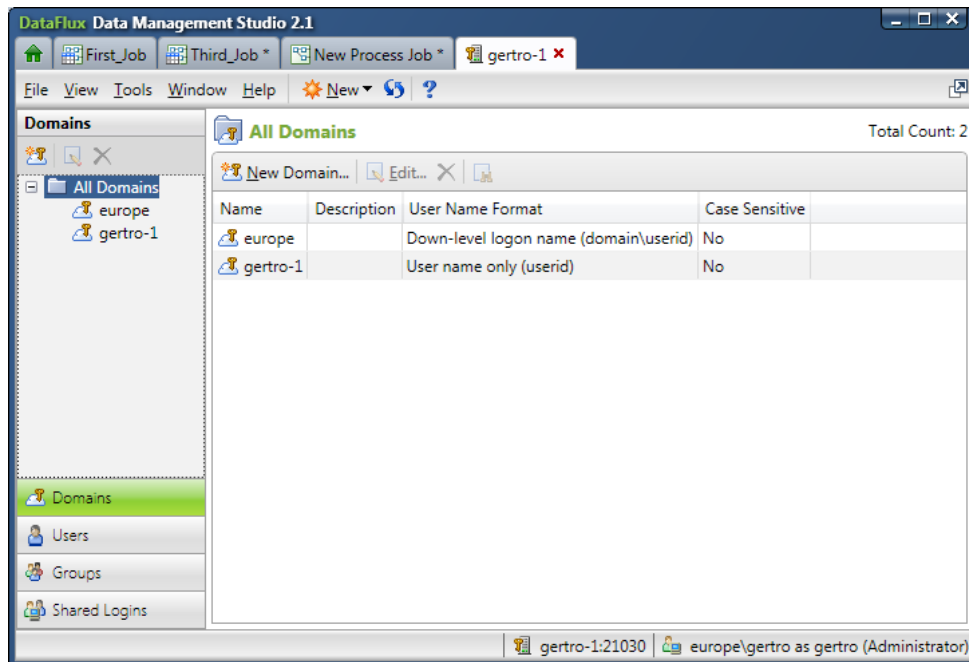 DataFlux Data Management Studio 2.1
First_Job Third_Job * New Process Job * gertro-1
File View Tools Window Help New ?
Domains
All Domains
Total Count: 2
New Domain... Edit...
All Domains
europe
gertro-1
Name Description User Name Format Case Sensitive
europe Down-level logon name (domain\userid) No
gertro-1 User name only (userid) No
Domains
Users
Groups
Shared Logins
gertro-1:21030 europe\gertro as gertro (Administrator)